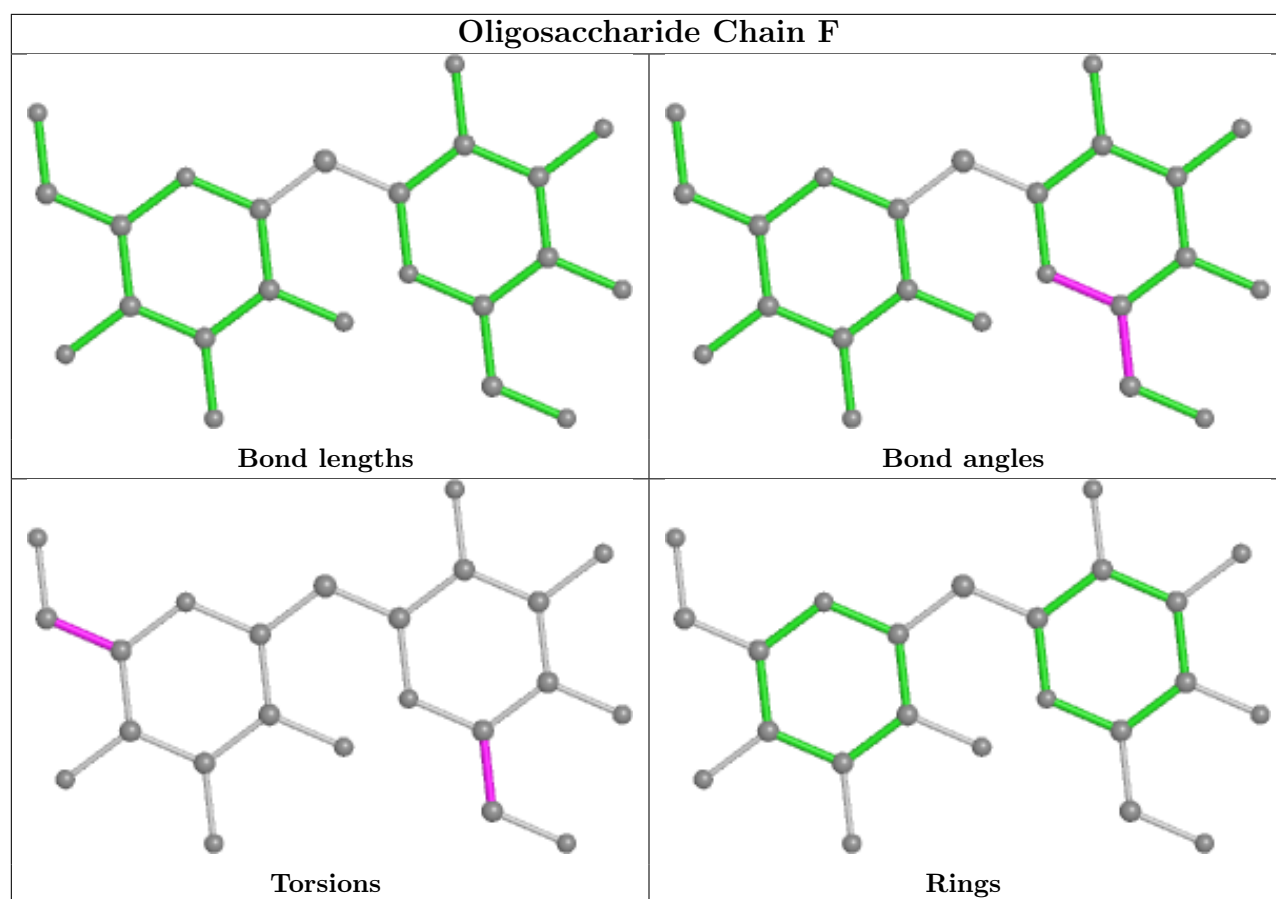 Oligosaccharide Chain F
Bond lengths
Bond angles
Torsions
Rings